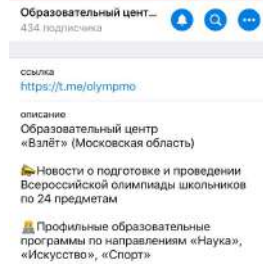 Образовательный цент...
434 подписчика
ссылка
https://t.me/olympmo
описание
Образовательный центр
«Взлёт» (Московская область)
Новости о подготовке и проведении
Всероссийской олимпиады школьников
по 24 предметам
Профильные образовательные
программы по направлениям «Наука»,
«Искусство», «Спорт»